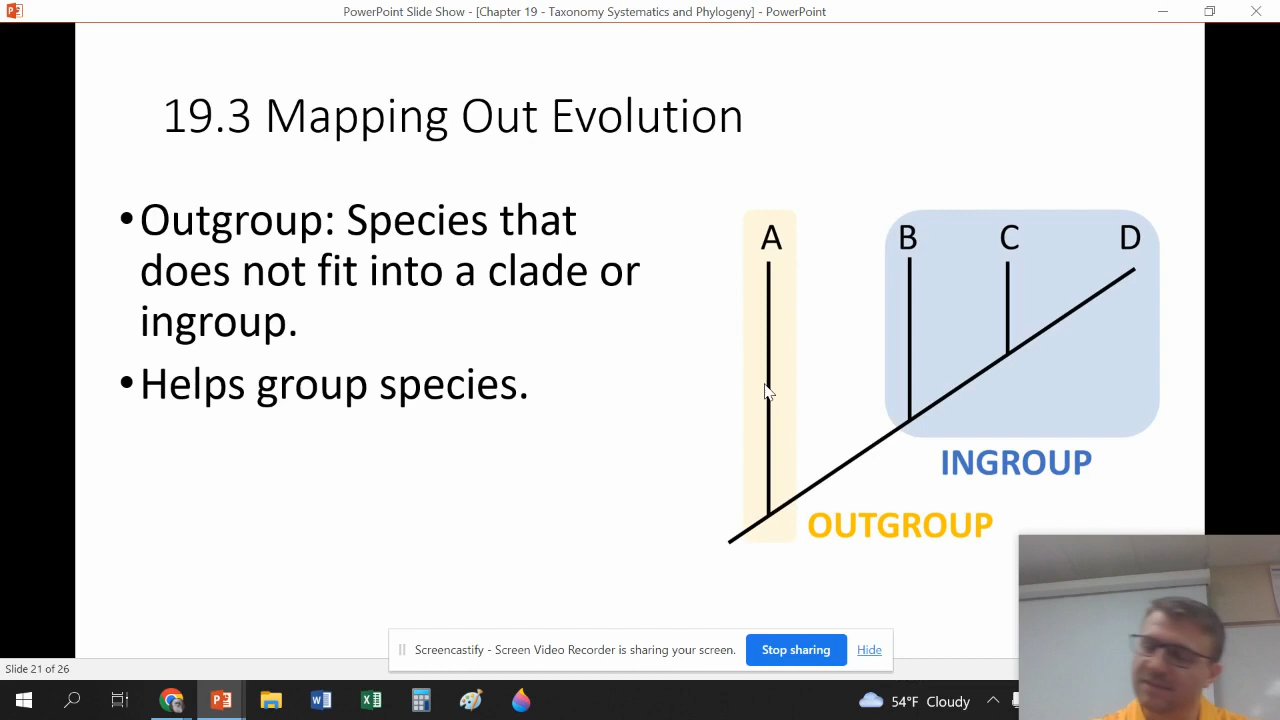 PowerPoint Slide Show - [Chapter 19 - Taxonomy Systematics and Phylogeny] - PowerPoint
19.3 Mapping Out Evolution
•Outgroup: Species that
does not fit into a clade or
ingroup.
•Helps group species.
A B C D
INGROUP
OUTGROUP
Screencastify - Screen Video Recorder is sharing your screen. Stop sharing Hide
Slide 21 of 26
54°F Cloudy